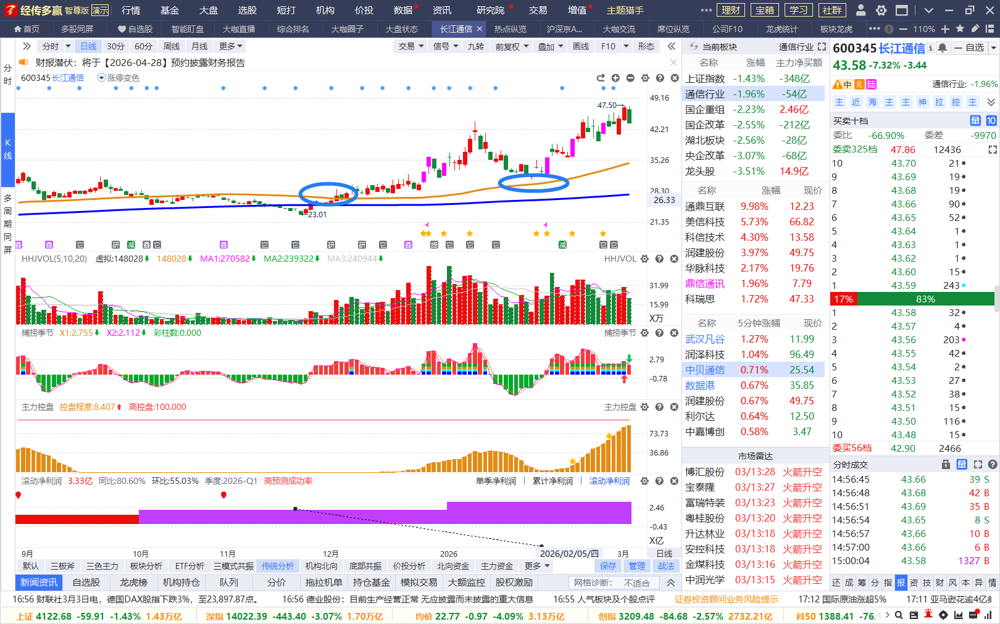 经传多赢 智尊版 演示 行情 基金 大盘 选股 短打 机构 价投 数据 资讯 研究院 交易 增值 主题猎手 ••• 理财 宝箱 学习 社群
首页 多股同屏 自选股 智能盯盘 大咖直播 综合排名 大咖圈子 大盘状态 长江通信 × 热点纵览 沪深京A... 大咖交流 席位纵览 公司F10 龙虎统计 板块龙虎 ••• 110%
分时 日线 30分 60分 周线 月线 更多 交易 信号 九转 前复权 叠加 画线 F10 形态
财报潜伏：将于【2026-04-28】预约披露财务报告
600345 长江通信 涨停变色
分时
K线
多周期同屏
49.16
42.21
35.26
28.30
26.33
21.35
47.50
23.01
HHJVOL(5,10,20) 虚拟:148028 148028 MA1:270582 MA2:239322 MA3:240944 HHJVOL
31.99
15.99
X万
捕捞季节 X1:2.755 X2:2.112 彩柱数:0.000 捕捞季节
2.79
-0.78
主力控盘 控盘程度:8.407 高控盘:100.000 主力控盘
73.73
36.86
滚动净利润 3.33亿 同比:80.60% 环比:55.03% 季度:2026-Q1 高预测成功率 单季净利润 累计净利润 滚动净利润
2.46
-0.43
X亿
9月 10月 11月 12月 2026 2026/02/05/四 3月 日线
默认 三板斧 三色主力 板块分析 ETF分析 三模式共振 传统分析 机构北向 底部共振 价投分析 北向资金 主力资金 更多 保存 管理 战法
新闻资讯 自选股 龙虎榜 机构持仓 队列 分价 拖拉机单 持仓基金 模拟交易 大额监控 股权激励 网格诊断： 不适合
当前板块 通信行业
名称 涨幅 主力净买额
上证指数 -1.43% -348亿
通信行业 -1.96% -54亿
国企重组 -2.23% 2.46亿
国企改革 -2.55% -212亿
湖北板块 -2.56% -28亿
央企改革 -3.07% -68亿
龙头股 -3.51% 14.9亿
名称 涨幅 现价
通鼎互联 9.98% 12.23
美信科技 5.73% 66.82
科信技术 4.30% 13.58
润建股份 3.97% 49.75
华脉科技 2.17% 19.76
鼎信通讯 1.96% 7.79
科瑞思 1.72% 47.33
名称 5分钟涨幅 现价
武汉凡谷 1.27% 11.99
润泽科技 1.04% 96.49
中贝通信 0.71% 25.54
数据港 0.67% 35.85
润建股份 0.67% 49.75
利尔达 0.64% 12.50
中嘉博创 0.58% 3.47
市场雷达
博汇股份 03/13:28 火箭升空
宝泰隆 03/13:27 火箭升空
富瑞特装 03/13:23 火箭升空
粤桂股份 03/13:20 火箭升空
升达林业 03/13:18 火箭升空
安控科技 03/13:18 火箭升空
金煤科技 03/13:16 火箭升空
中润光学 03/13:15 火箭升空
600345 长江通信 自选
43.58 -7.32% -3.44
中 R 陆 通信行业: -1.96%
主 近 海 主 主 神 拉 控 主
买卖十档 量 10
委比 -66.90% 委差 -9970
委卖325档 47.86 12436
10 43.70 21
9 43.69 19
8 43.68 19
7 43.66 90
6 43.65 52
5 43.64 1
4 43.63 1
3 43.62 1
2 43.60 15
1 43.59 243
17% 83%
1 43.58 32
2 43.57 4
3 43.56 203
4 43.55 42
5 43.54 2
6 43.53 27
7 43.52 38
8 43.51 15
9 43.50 116
10 43.48 15
委买56档 42.90 2466
分时成交 量
14:56:45 43.66 39 S
14:56:48 43.68 42 B
14:56:51 43.69 35 B
14:56:54 43.65 8 S
14:56:57 43.66 10 B
14:57:00 43.66 6 B
15:00:04 43.58 1327 B
还 成 筹 分 指 报 资 技 财 风 本 异 情
16:56 财联社3月3日电，德国DAX股指下跌3%，至23,897.87点。 16:56 德业股份：目前生产经营正常 无应披露而未披露的重大信息 16:55 人气板块及个股点评 证券投资顾问业务风险提示 17:12 国际原油涨超5% 17:11 亚马逊花逾4亿
上证 4122.68 -59.91 -1.43% 1.43万亿 深指 14022.39 -443.40 -3.07% 1.70万亿 均价 22.77 -0.97 -4.09% 3.13万亿 创指 3209.48 -84.68 -2.57% 2732.21亿 科50 1388.41 -76.